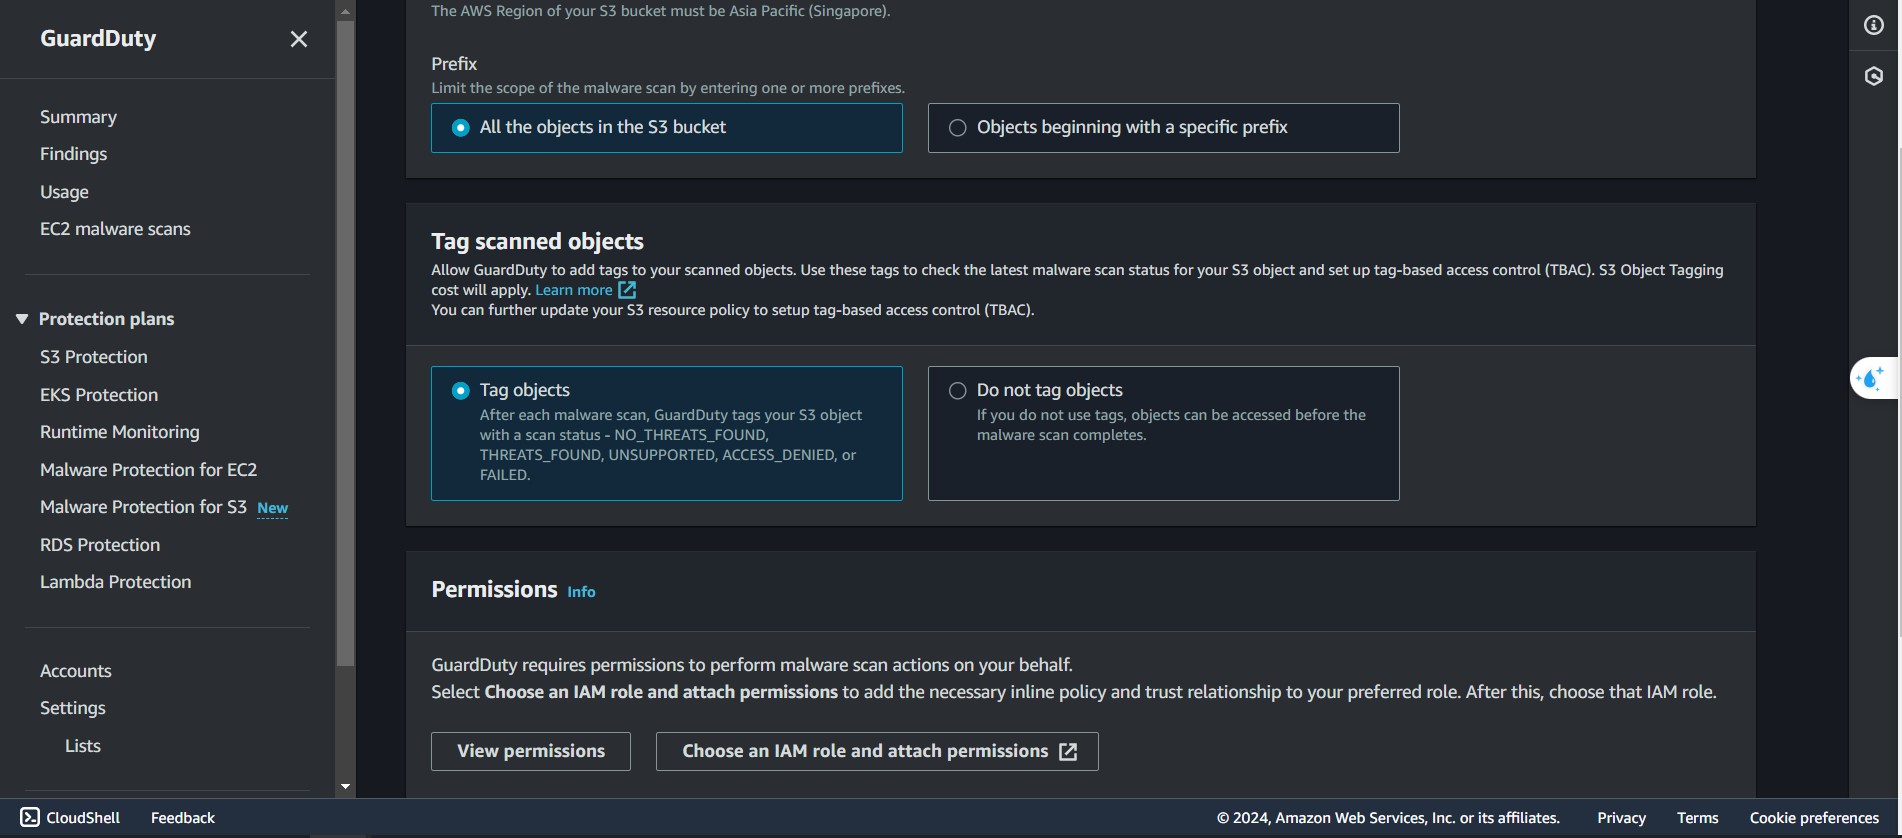 GuardDuty
Summary
Findings
Usage
EC2 malware scans
Protection plans
S3 Protection
EKS Protection
Runtime Monitoring
Malware Protection for EC2
Malware Protection for S3 New
RDS Protection
Lambda Protection
Accounts
Settings
Lists
The AWS Region of your S3 bucket must be Asia Pacific (Singapore).
Prefix
Limit the scope of the malware scan by entering one or more prefixes.
All the objects in the S3 bucket
Objects beginning with a specific prefix
Tag scanned objects
Allow GuardDuty to add tags to your scanned objects. Use these tags to check the latest malware scan status for your S3 object and set up tag-based access control (TBAC). S3 Object Tagging
cost will apply. Learn more
You can further update your S3 resource policy to setup tag-based access control (TBAC).
Tag objects
After each malware scan, GuardDuty tags your S3 object
with a scan status - NO_THREATS_FOUND,
THREATS_FOUND, UNSUPPORTED, ACCESS_DENIED, or
FAILED.
Do not tag objects
If you do not use tags, objects can be accessed before the
malware scan completes.
Permissions Info
GuardDuty requires permissions to perform malware scan actions on your behalf.
Select Choose an IAM role and attach permissions to add the necessary inline policy and trust relationship to your preferred role. After this, choose that IAM role.
View permissions
Choose an IAM role and attach permissions
CloudShell Feedback
© 2024, Amazon Web Services, Inc. or its affiliates. Privacy Terms Cookie preferences